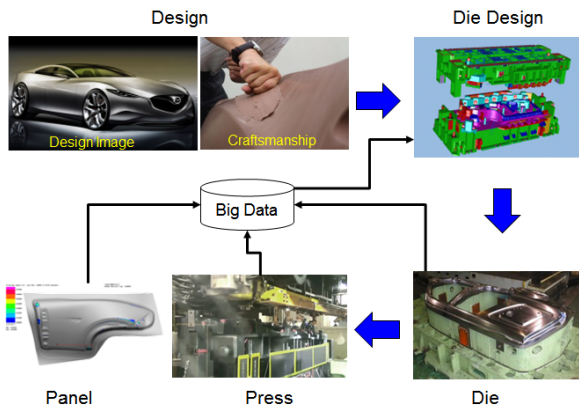 Design
Die Design
Design Image
Craftsmanship
Big Data
Panel
Press
Die